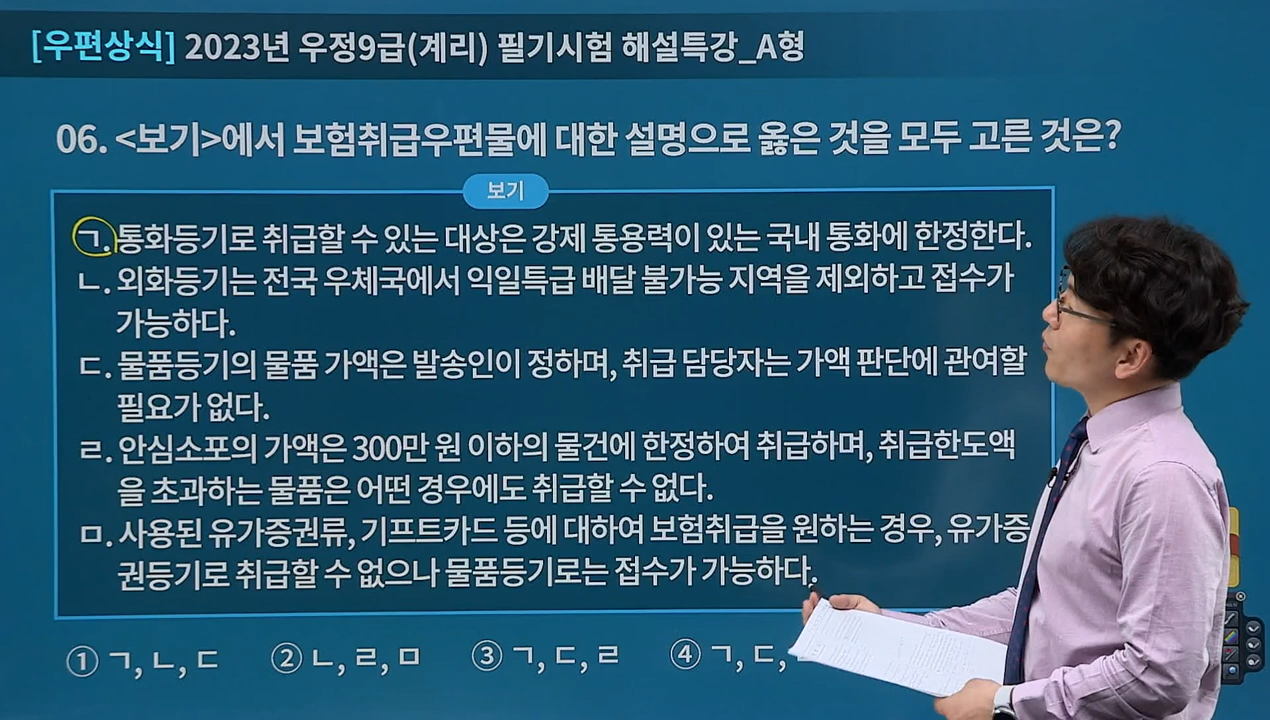 [우편상식] 2023년 우정9급(계리) 필기시험 해설특강_A형
06. <보기>에서 보험취급우편물에 대한 설명으로 옳은 것을 모두 고른 것은?
보기
ㄱ. 통화등기로 취급할 수 있는 대상은 강제 통용력이 있는 국내 통화에 한정한다.
ㄴ. 외화등기는 전국 우체국에서 익일특급 배달 불가능 지역을 제외하고 접수가
가능하다.
ㄷ. 물품등기의 물품 가액은 발송인이 정하며, 취급 담당자는 가액 판단에 관여할
필요가 없다.
ㄹ. 안심소포의 가액은 300만 원 이하의 물건에 한정하여 취급하며, 취급한도액
을 초과하는 물품은 어떤 경우에도 취급할 수 없다.
ㅁ. 사용된 유가증권류, 기프트카드 등에 대하여 보험취급을 원하는 경우, 유가증
권등기로 취급할 수 없으나 물품등기로는 접수가 가능하다.
① ㄱ, ㄴ, ㄷ ② ㄴ, ㄹ, ㅁ ③ ㄱ, ㄷ, ㄹ ④ ㄱ, ㄷ,